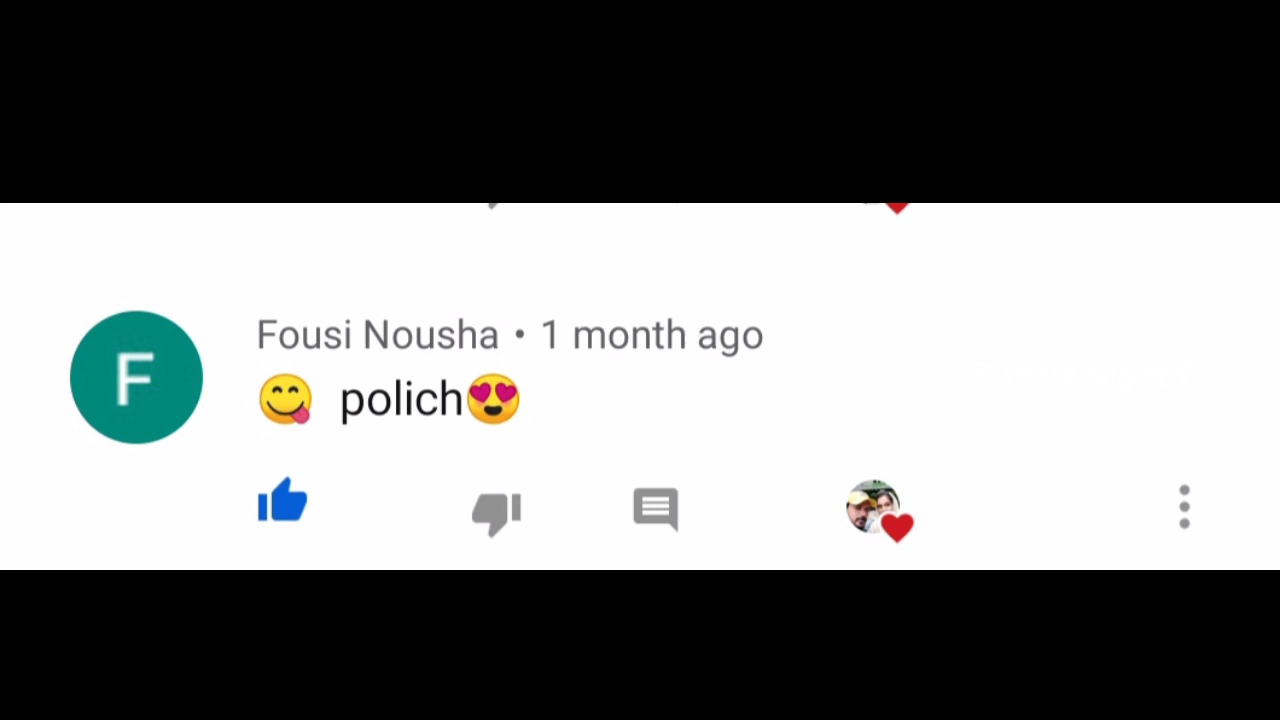 F
Fousi Nousha • 1 month ago
😋 polich😍